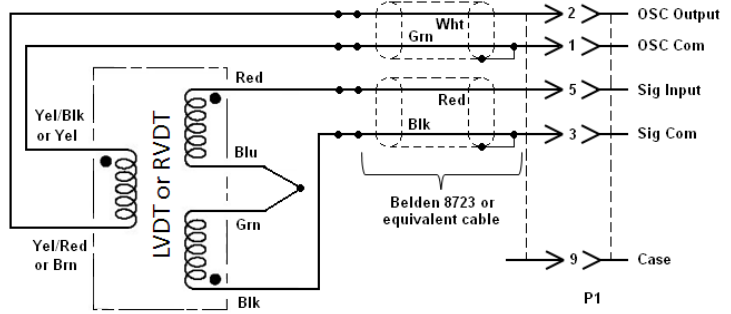 Wht 2 OSC Output
Grn 1 OSC Com
Red 5 Sig Input
Red
Yel/Blk
or Yel
Blk 3 Sig Com
Blu
LVDT or RVDT
Belden 8723 or
equivalent cable
Grn
Yel/Red
or Brn
9 Case
Blk
P1